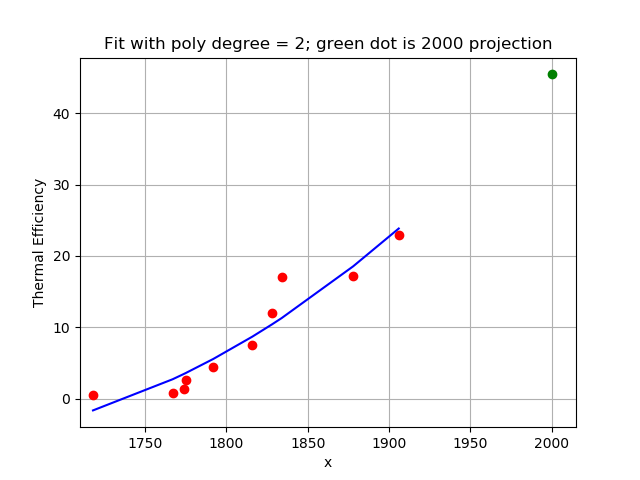 Fit with poly degree = 2; green dot is 2000 projection
Thermal Efficiency
40
30
20
10
0
1750 1800 1850 1900 1950 2000
x